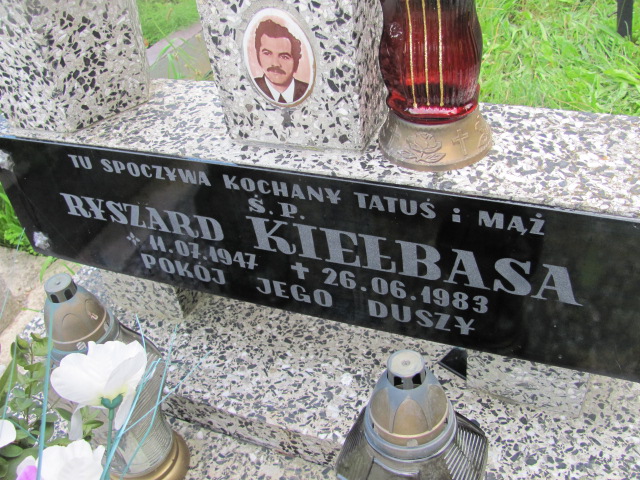 TU SPOCZYWA KOCHANY TATUŚ i MĄŻ
Ś.P.
RYSZARD KIEŁBASA
* 11.07.1947 + 26.06.1983
POKÓJ JEGO DUSZY